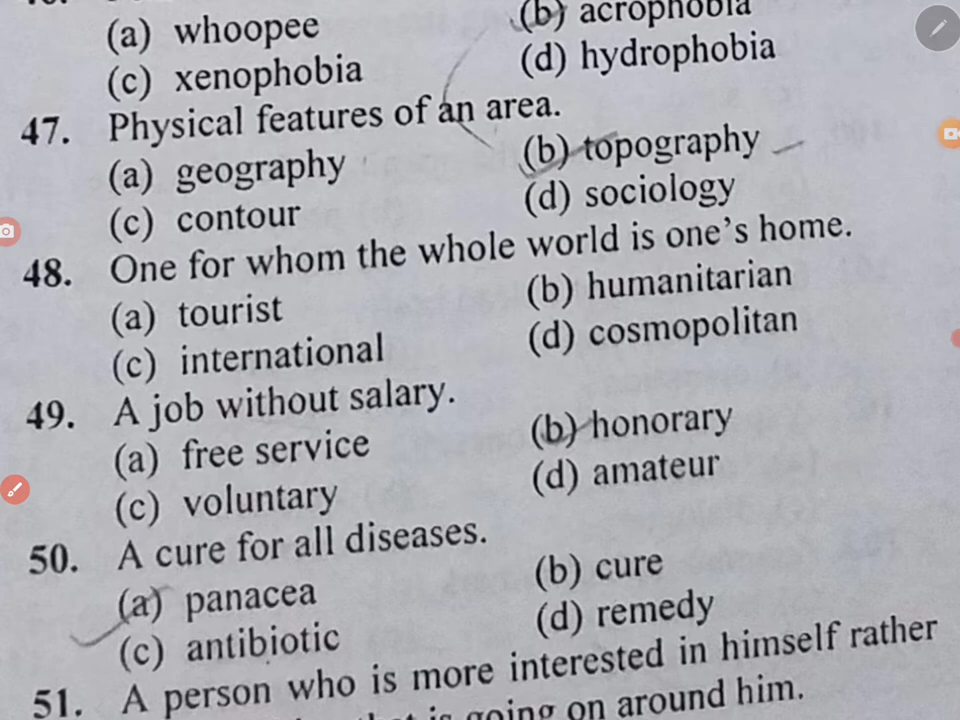 (a) whoopee (b) acrophobia
(c) xenophobia (d) hydrophobia
47. Physical features of an area.
(a) geography (b) topography
(c) contour (d) sociology
48. One for whom the whole world is one's home.
(a) tourist (b) humanitarian
(c) international (d) cosmopolitan
49. A job without salary.
(a) free service (b) honorary
(c) voluntary (d) amateur
50. A cure for all diseases.
(a) panacea (b) cure
(c) antibiotic (d) remedy
51. A person who is more interested in himself rather
is going on around him.